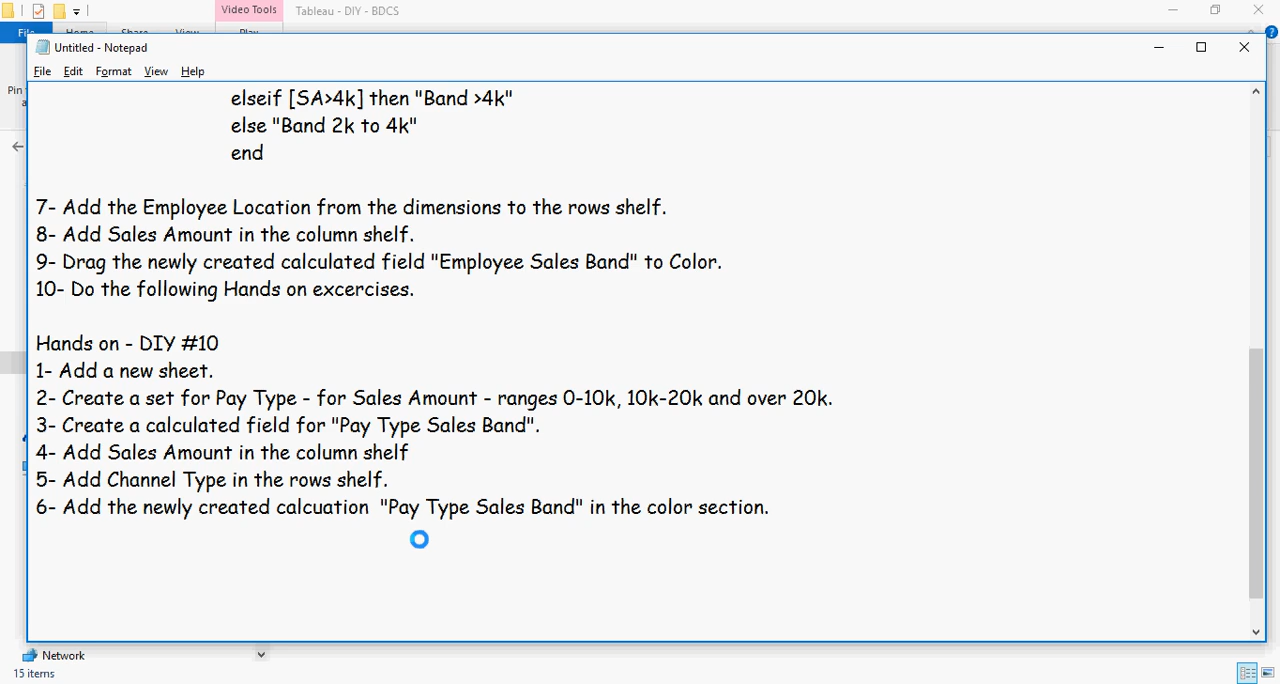 Video Tools
Tableau - DIY - BDCS
File
Home
Share
View
Play
Untitled - Notepad
File Edit Format View Help
Pin
elseif [SA>4k] then "Band >4k"
else "Band 2k to 4k"
end
7- Add the Employee Location from the dimensions to the rows shelf.
8- Add Sales Amount in the column shelf.
9- Drag the newly created calculated field "Employee Sales Band" to Color.
10- Do the following Hands on excercises.
Hands on - DIY #10
1- Add a new sheet.
2- Create a set for Pay Type - for Sales Amount - ranges 0-10k, 10k-20k and over 20k.
3- Create a calculated field for "Pay Type Sales Band".
4- Add Sales Amount in the column shelf
5- Add Channel Type in the rows shelf.
6- Add the newly created calcuation  "Pay Type Sales Band" in the color section.
Network
15 items